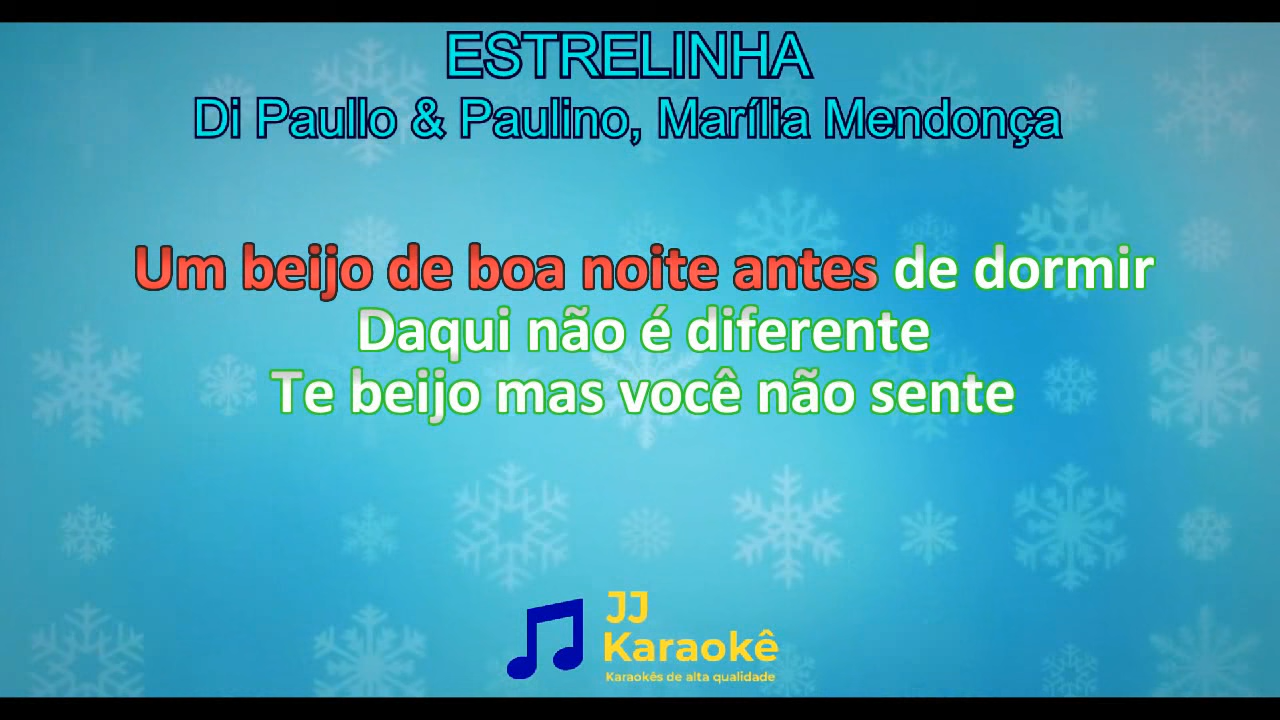 ESTRELINHA
Di Paullo & Paulino, Marília Mendonça
Um beijo de boa noite antes de dormir
Daqui não é diferente
Te beijo mas você não sente
JJ
Karaokê
Karaokês de alta qualidade